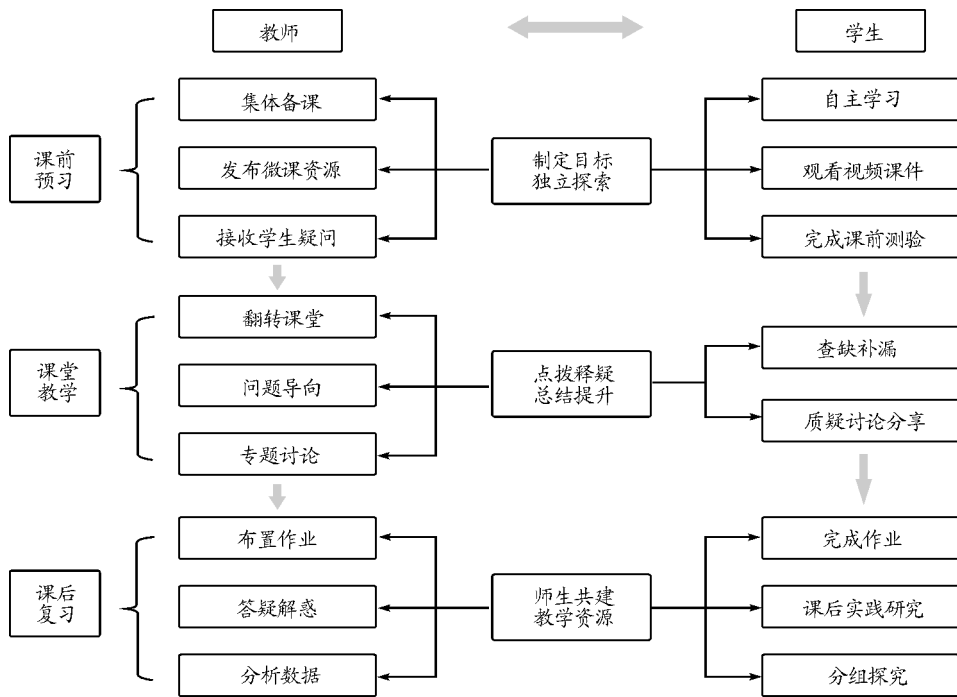 教师
学生
集体备课
自主学习
课前
预习
发布微课资源
制定目标
独立探索
观看视频课件
接收学生疑问
完成课前测验
翻转课堂
查缺补漏
课堂
教学
问题导向
点拨释疑
总结提升
质疑讨论分享
专题讨论
布置作业
完成作业
课后
复习
答疑解惑
师生共建
教学资源
课后实践研究
分析数据
分组探究